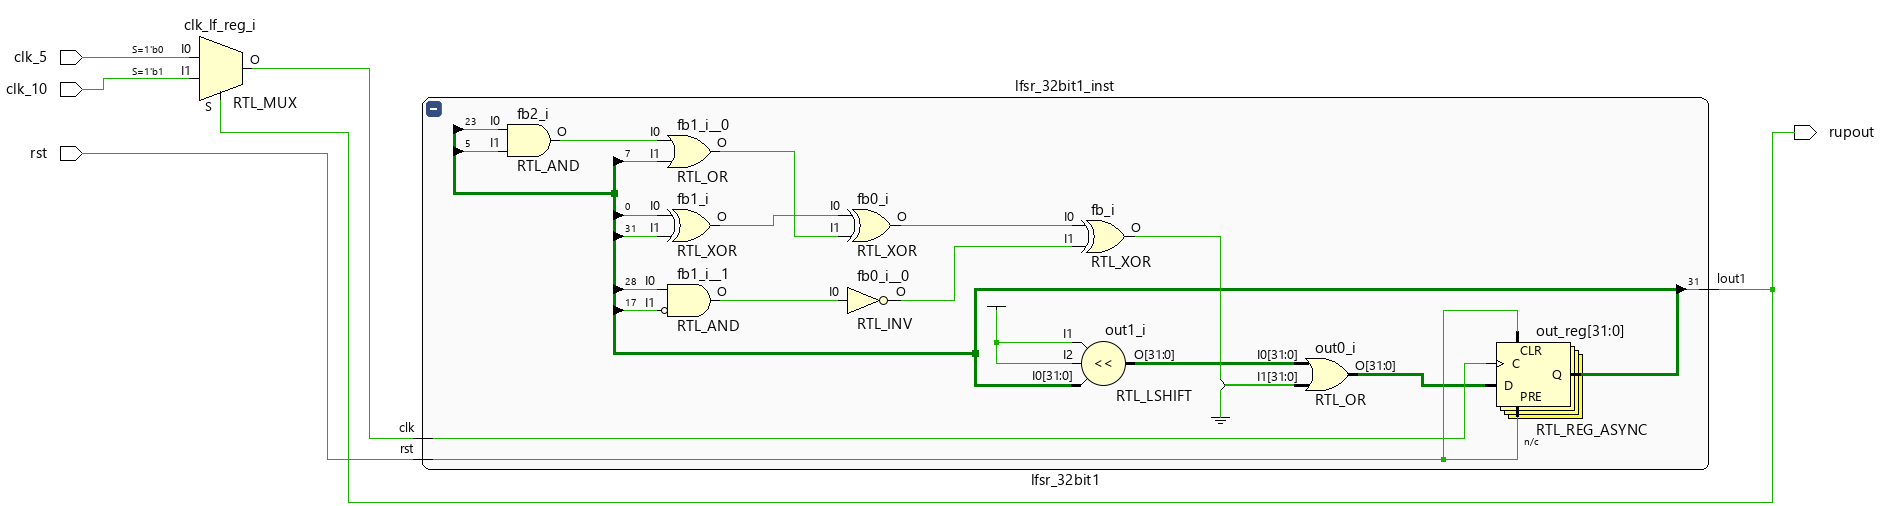 clk_lf_reg_i
clk_5
S=1'b0
I0
O
S=1'b1
I1
clk_10
S
RTL_MUX
rst
lfsr_32bit1_inst
fb2_i
23
I0
O
5
I1
RTL_AND
fb1_i__0
I0
O
7
I1
RTL_OR
fb1_i
0
I0
O
31
I1
RTL_XOR
fb0_i
I0
O
I1
RTL_XOR
fb_i
I0
O
I1
RTL_XOR
fb1_i__1
28
I0
O
17
I1
RTL_AND
fb0_i__0
I0
O
RTL_INV
out1_i
I1
I2
<<
O[31:0]
I0[31:0]
RTL_LSHIFT
out0_i
I0[31:0]
O[31:0]
I1[31:0]
RTL_OR
out_reg[31:0]
CLR
C
Q
D
PRE
RTL_REG_ASYNC
n/c
31
lout1
rupout
clk
rst
lfsr_32bit1